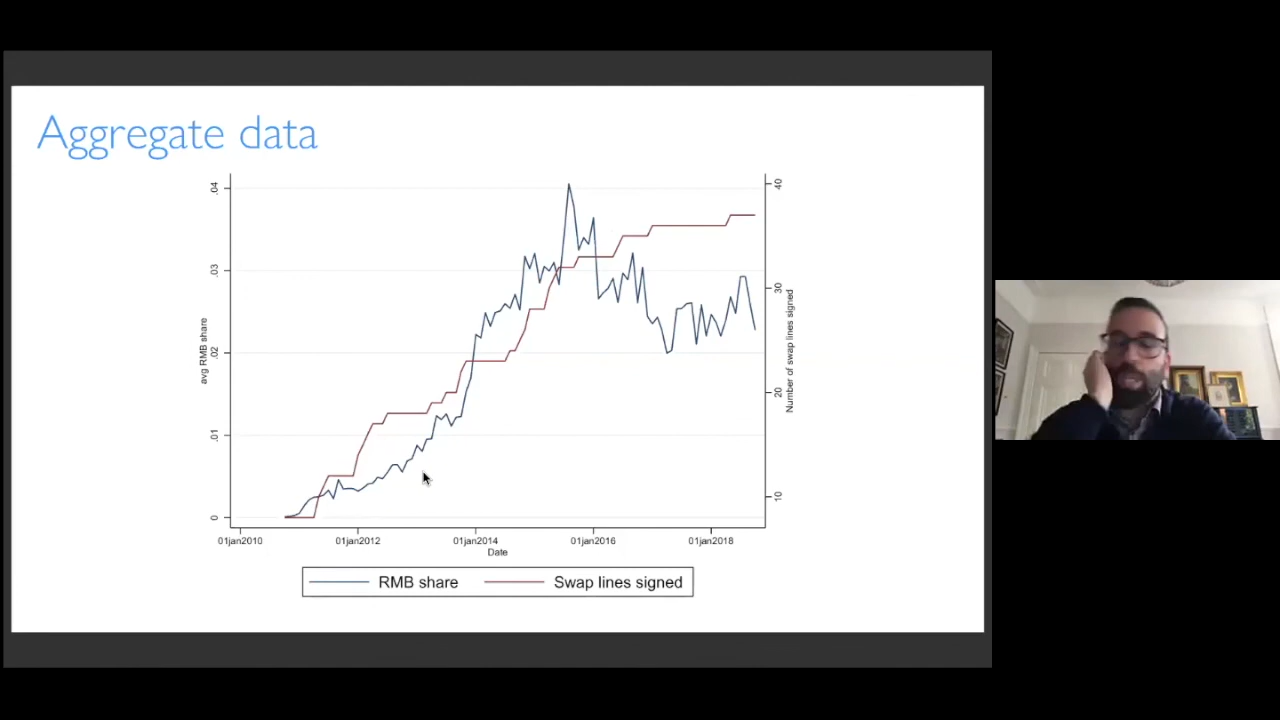 Aggregate data
.04
.03
.02
.01
0
avg RMB share
40
30
20
10
Number of swap lines signed
01jan2010 01jan2012 01jan2014 01jan2016 01jan2018
Date
RMB share Swap lines signed